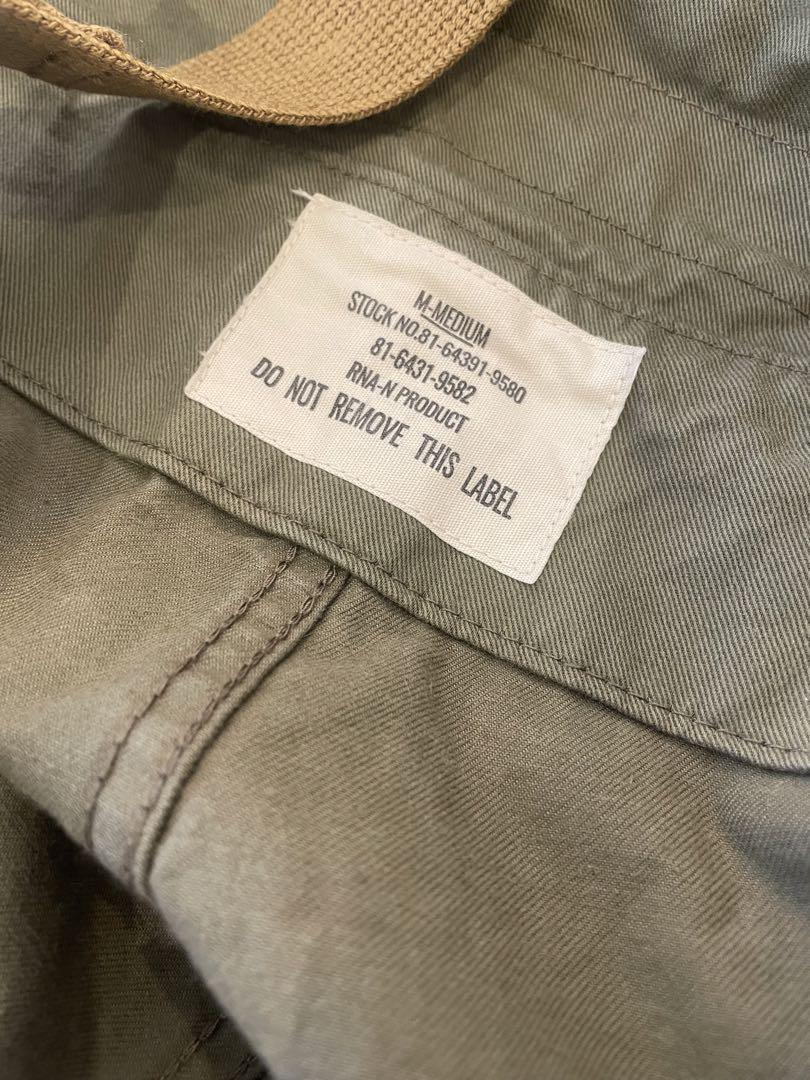 M-MEDIUM
STOCK NO.81-64391-9580
81-6431-9582
RNA-N PRODUCT
DO NOT REMOVE THIS LABEL